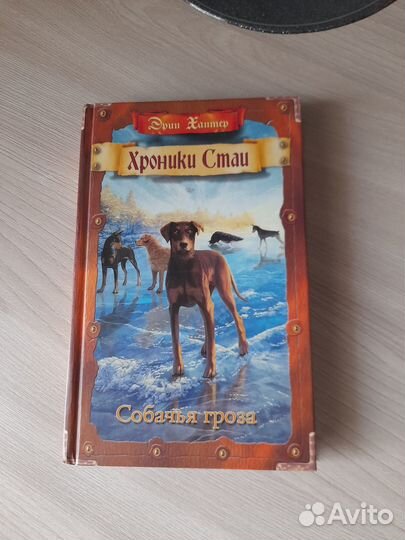 Эрин Хантер
Хроники Стаи
Собачья гроза
Avito